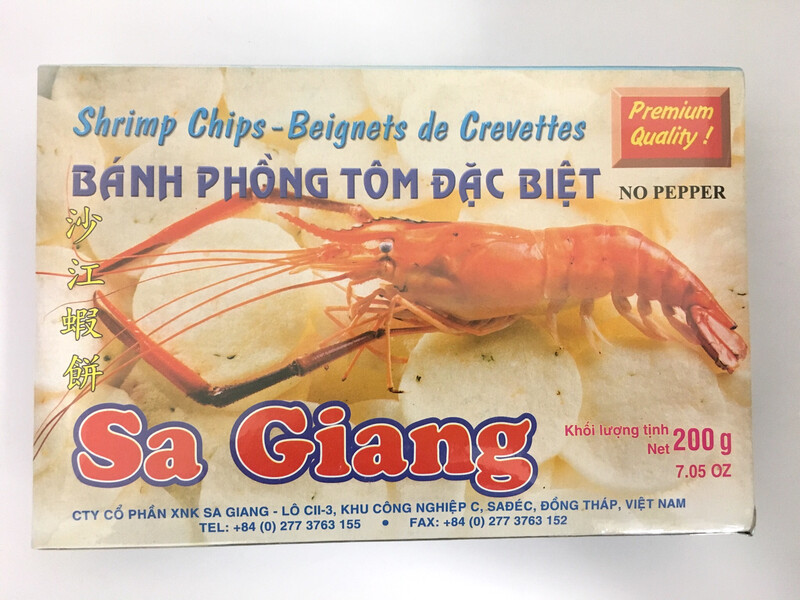 Shrimp Chips - Beignets de Crevettes
Premium
Quality !
BÁNH PHỒNG TÔM ĐẶC BIỆT
NO PEPPER
沙江蝦餅
Sa Giang
Khối lượng tịnh
Net 200 g
7.05 OZ
CTY CỔ PHẦN XNK SA GIANG - LÔ CII-3, KHU CÔNG NGHIỆP C, SAĐÉC, ĐỒNG THÁP, VIỆT NAM
TEL: +84 (0) 277 3763 155 • FAX: +84 (0) 277 3763 152